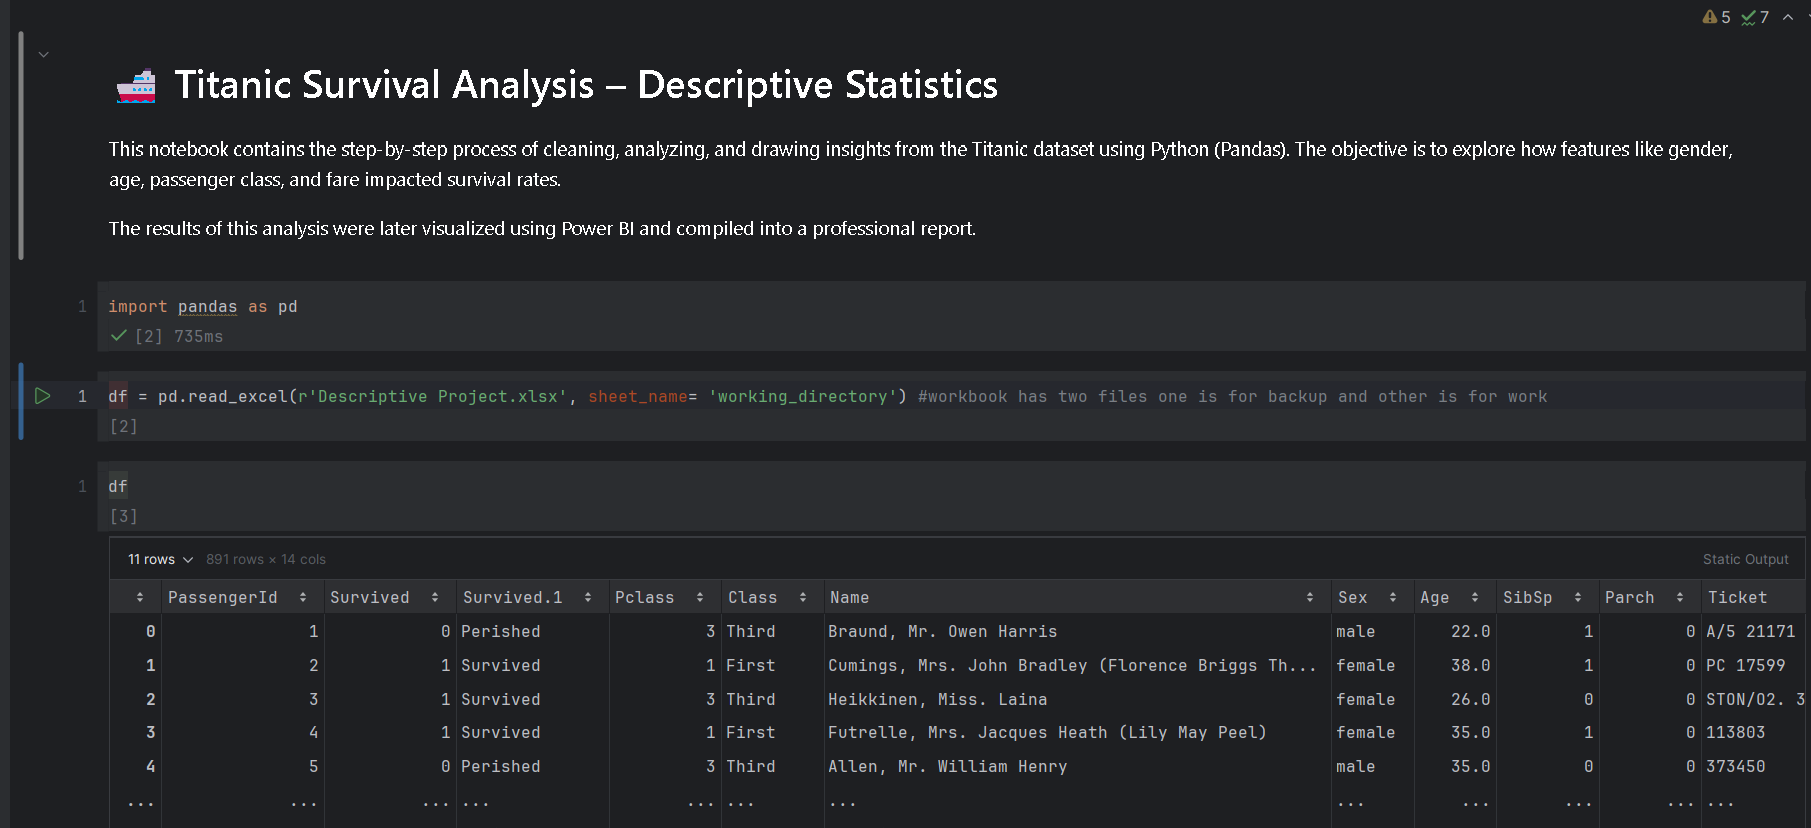 5 7
Titanic Survival Analysis – Descriptive Statistics
This notebook contains the step-by-step process of cleaning, analyzing, and drawing insights from the Titanic dataset using Python (Pandas). The objective is to explore how features like gender,
age, passenger class, and fare impacted survival rates.
The results of this analysis were later visualized using Power BI and compiled into a professional report.
1 import pandas as pd
[2] 735ms
1 df = pd.read_excel(r'Descriptive Project.xlsx', sheet_name= 'working_directory') #workbook has two files one is for backup and other is for work
[2]
1 df
[3]
11 rows 891 rows × 14 cols Static Output
PassengerId Survived Survived.1 Pclass Class Name Sex Age SibSp Parch Ticket
0 1 0 Perished 3 Third Braund, Mr. Owen Harris male 22.0 1 0 A/5 21171
1 2 1 Survived 1 First Cumings, Mrs. John Bradley (Florence Briggs Th... female 38.0 1 0 PC 17599
2 3 1 Survived 3 Third Heikkinen, Miss. Laina female 26.0 0 0 STON/O2. 3
3 4 1 Survived 1 First Futrelle, Mrs. Jacques Heath (Lily May Peel) female 35.0 1 0 113803
4 5 0 Perished 3 Third Allen, Mr. William Henry male 35.0 0 0 373450
... ... ... ... ... ... ... ... ... ... ... ...